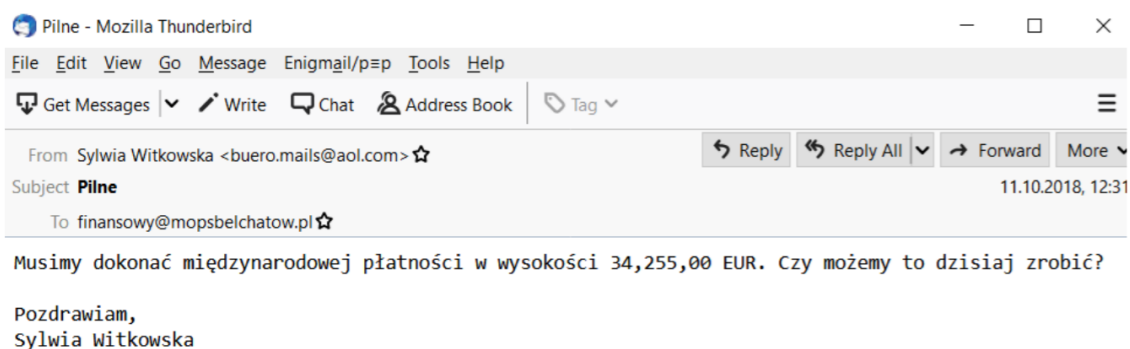 Pilne - Mozilla Thunderbird
File Edit View Go Message Enigmail/p≡p Tools Help
Get Messages Write Chat Address Book Tag
From Sylwia Witkowska <buero.mails@aol.com> Reply Reply All Forward More
Subject Pilne 11.10.2018, 12:31
To finansowy@mopsbelchatow.pl
Musimy dokonać międzynarodowej płatności w wysokości 34,255,00 EUR. Czy możemy to dzisiaj zrobić?
Pozdrawiam,
Sylwia Witkowska